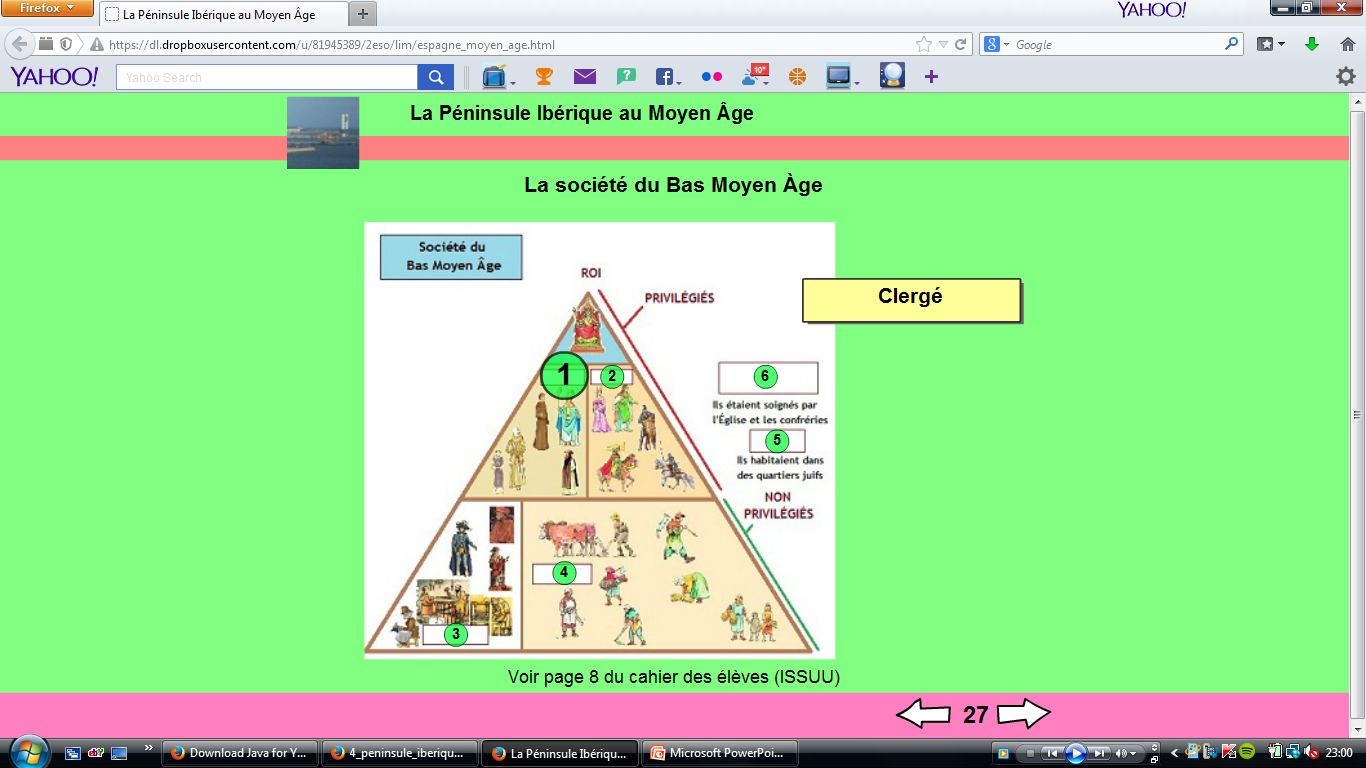 Firefox
La Péninsule Ibérique au Moyen Âge
YAHOO!
https://dl.dropboxusercontent.com/u/81945389/2eso/lim/espagne_moyen_age.html
Google
YAHOO!
Yahoo Search
10°
La Péninsule Ibérique au Moyen Âge
La société du Bas Moyen Àge
Société du
Bas Moyen Âge
ROI
PRIVILÉGIÉS
Clergé
1
2
6
Ils étaient soignés par
l'Église et les confréries
5
Ils habitaient dans
des quartiers juifs
NON
PRIVILÉGIÉS
4
3
Voir page 8 du cahier des élèves (ISSUU)
27
Download Java for Y...
4_peninsule_iberiqu...
La Péninsule Ibériqu...
Microsoft PowerPoi...
23:00